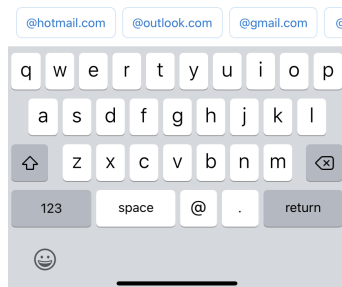 @hotmail.com @outlook.com @gmail.com @
q w e r t y u i o p
a s d f g h j k l
z x c v b n m
123 space @ . return